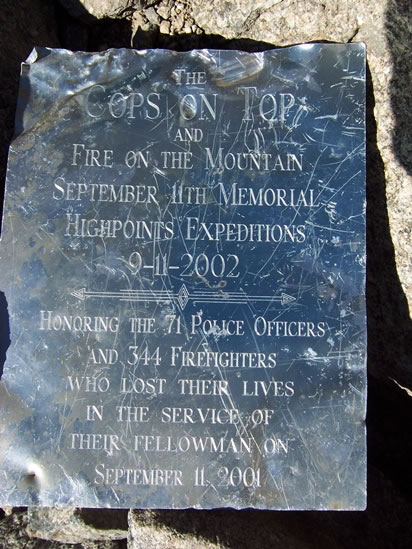 The
Cops on Top
and
Fire on the Mountain
September 11th Memorial
Highpoints Expeditions
9-11-2002
Honoring the 71 Police Officers
and 344 Firefighters
who lost their lives
in the service of
their fellowman on
September 11, 2001